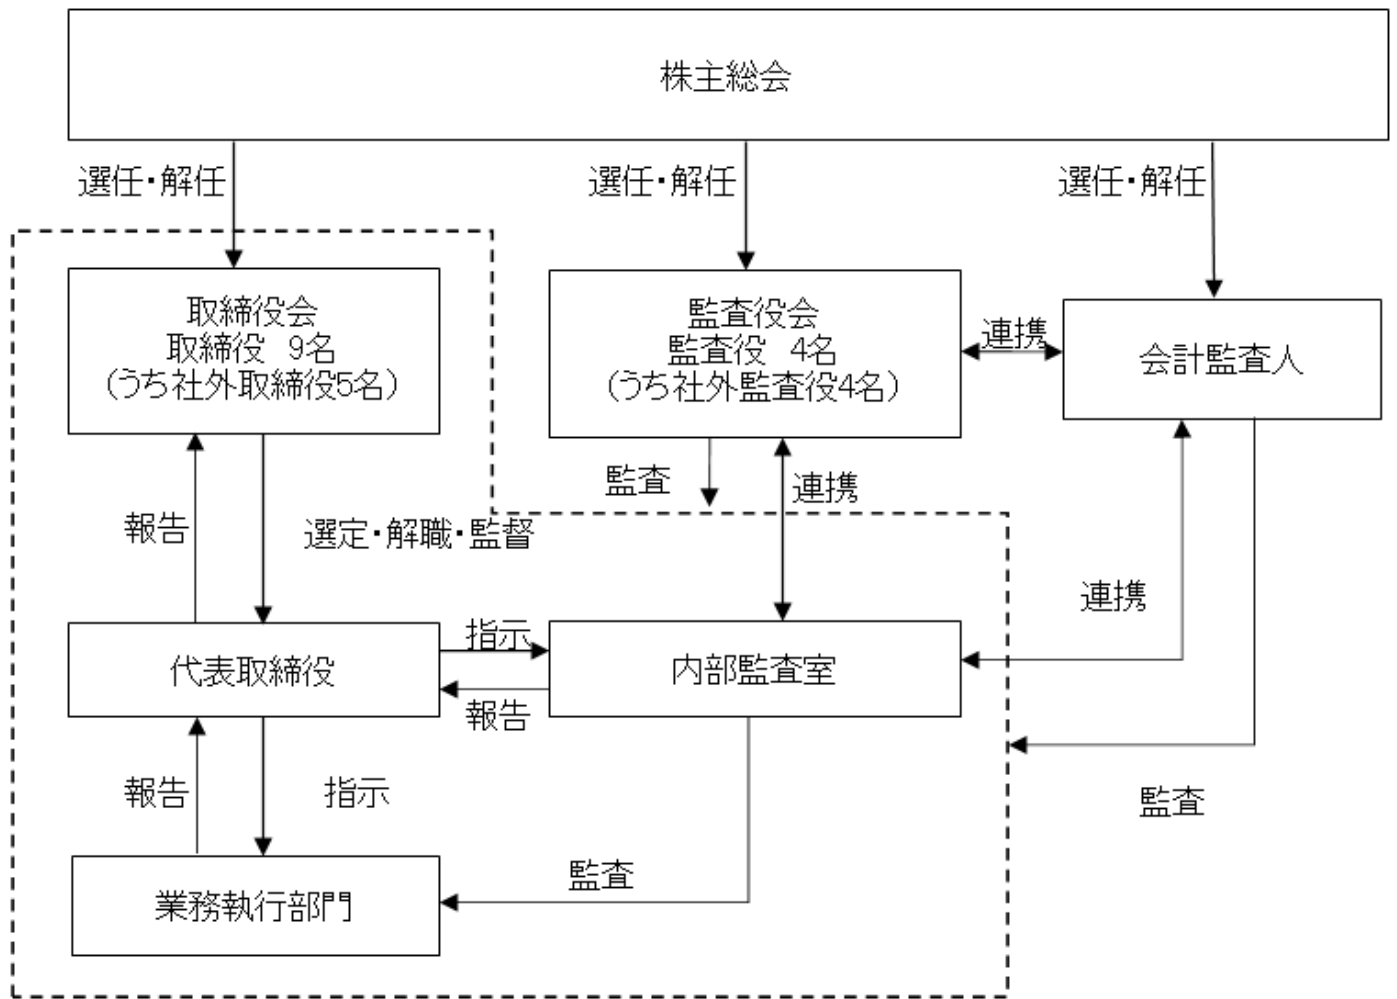 株主総会
選任・解任
選任・解任
選任・解任
取締役会
取締役　9名
(うち社外取締役5名)
監査役会
監査役　4名
(うち社外監査役4名)
連携
会計監査人
監査
連携
報告
選定・解職・監督
連携
代表取締役
指示
報告
内部監査室
報告
指示
監査
監査
業務執行部門